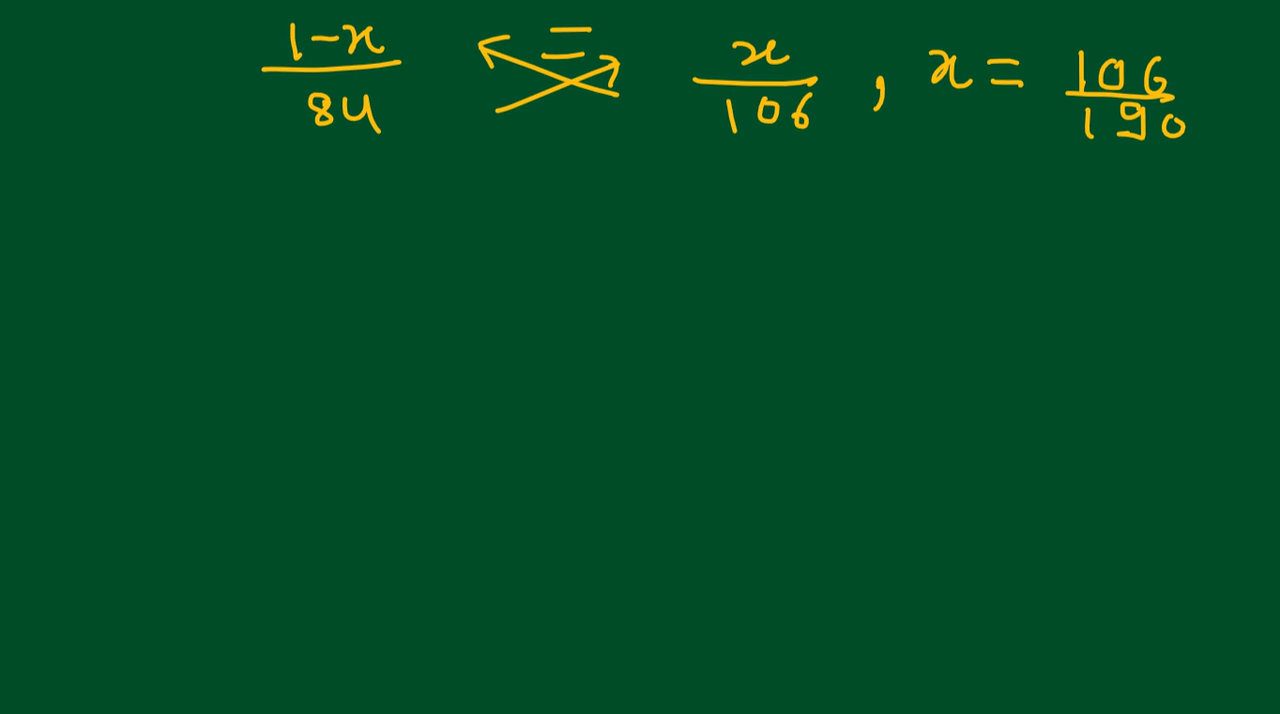 (1-x)/84 = x/106 , x = 106/190